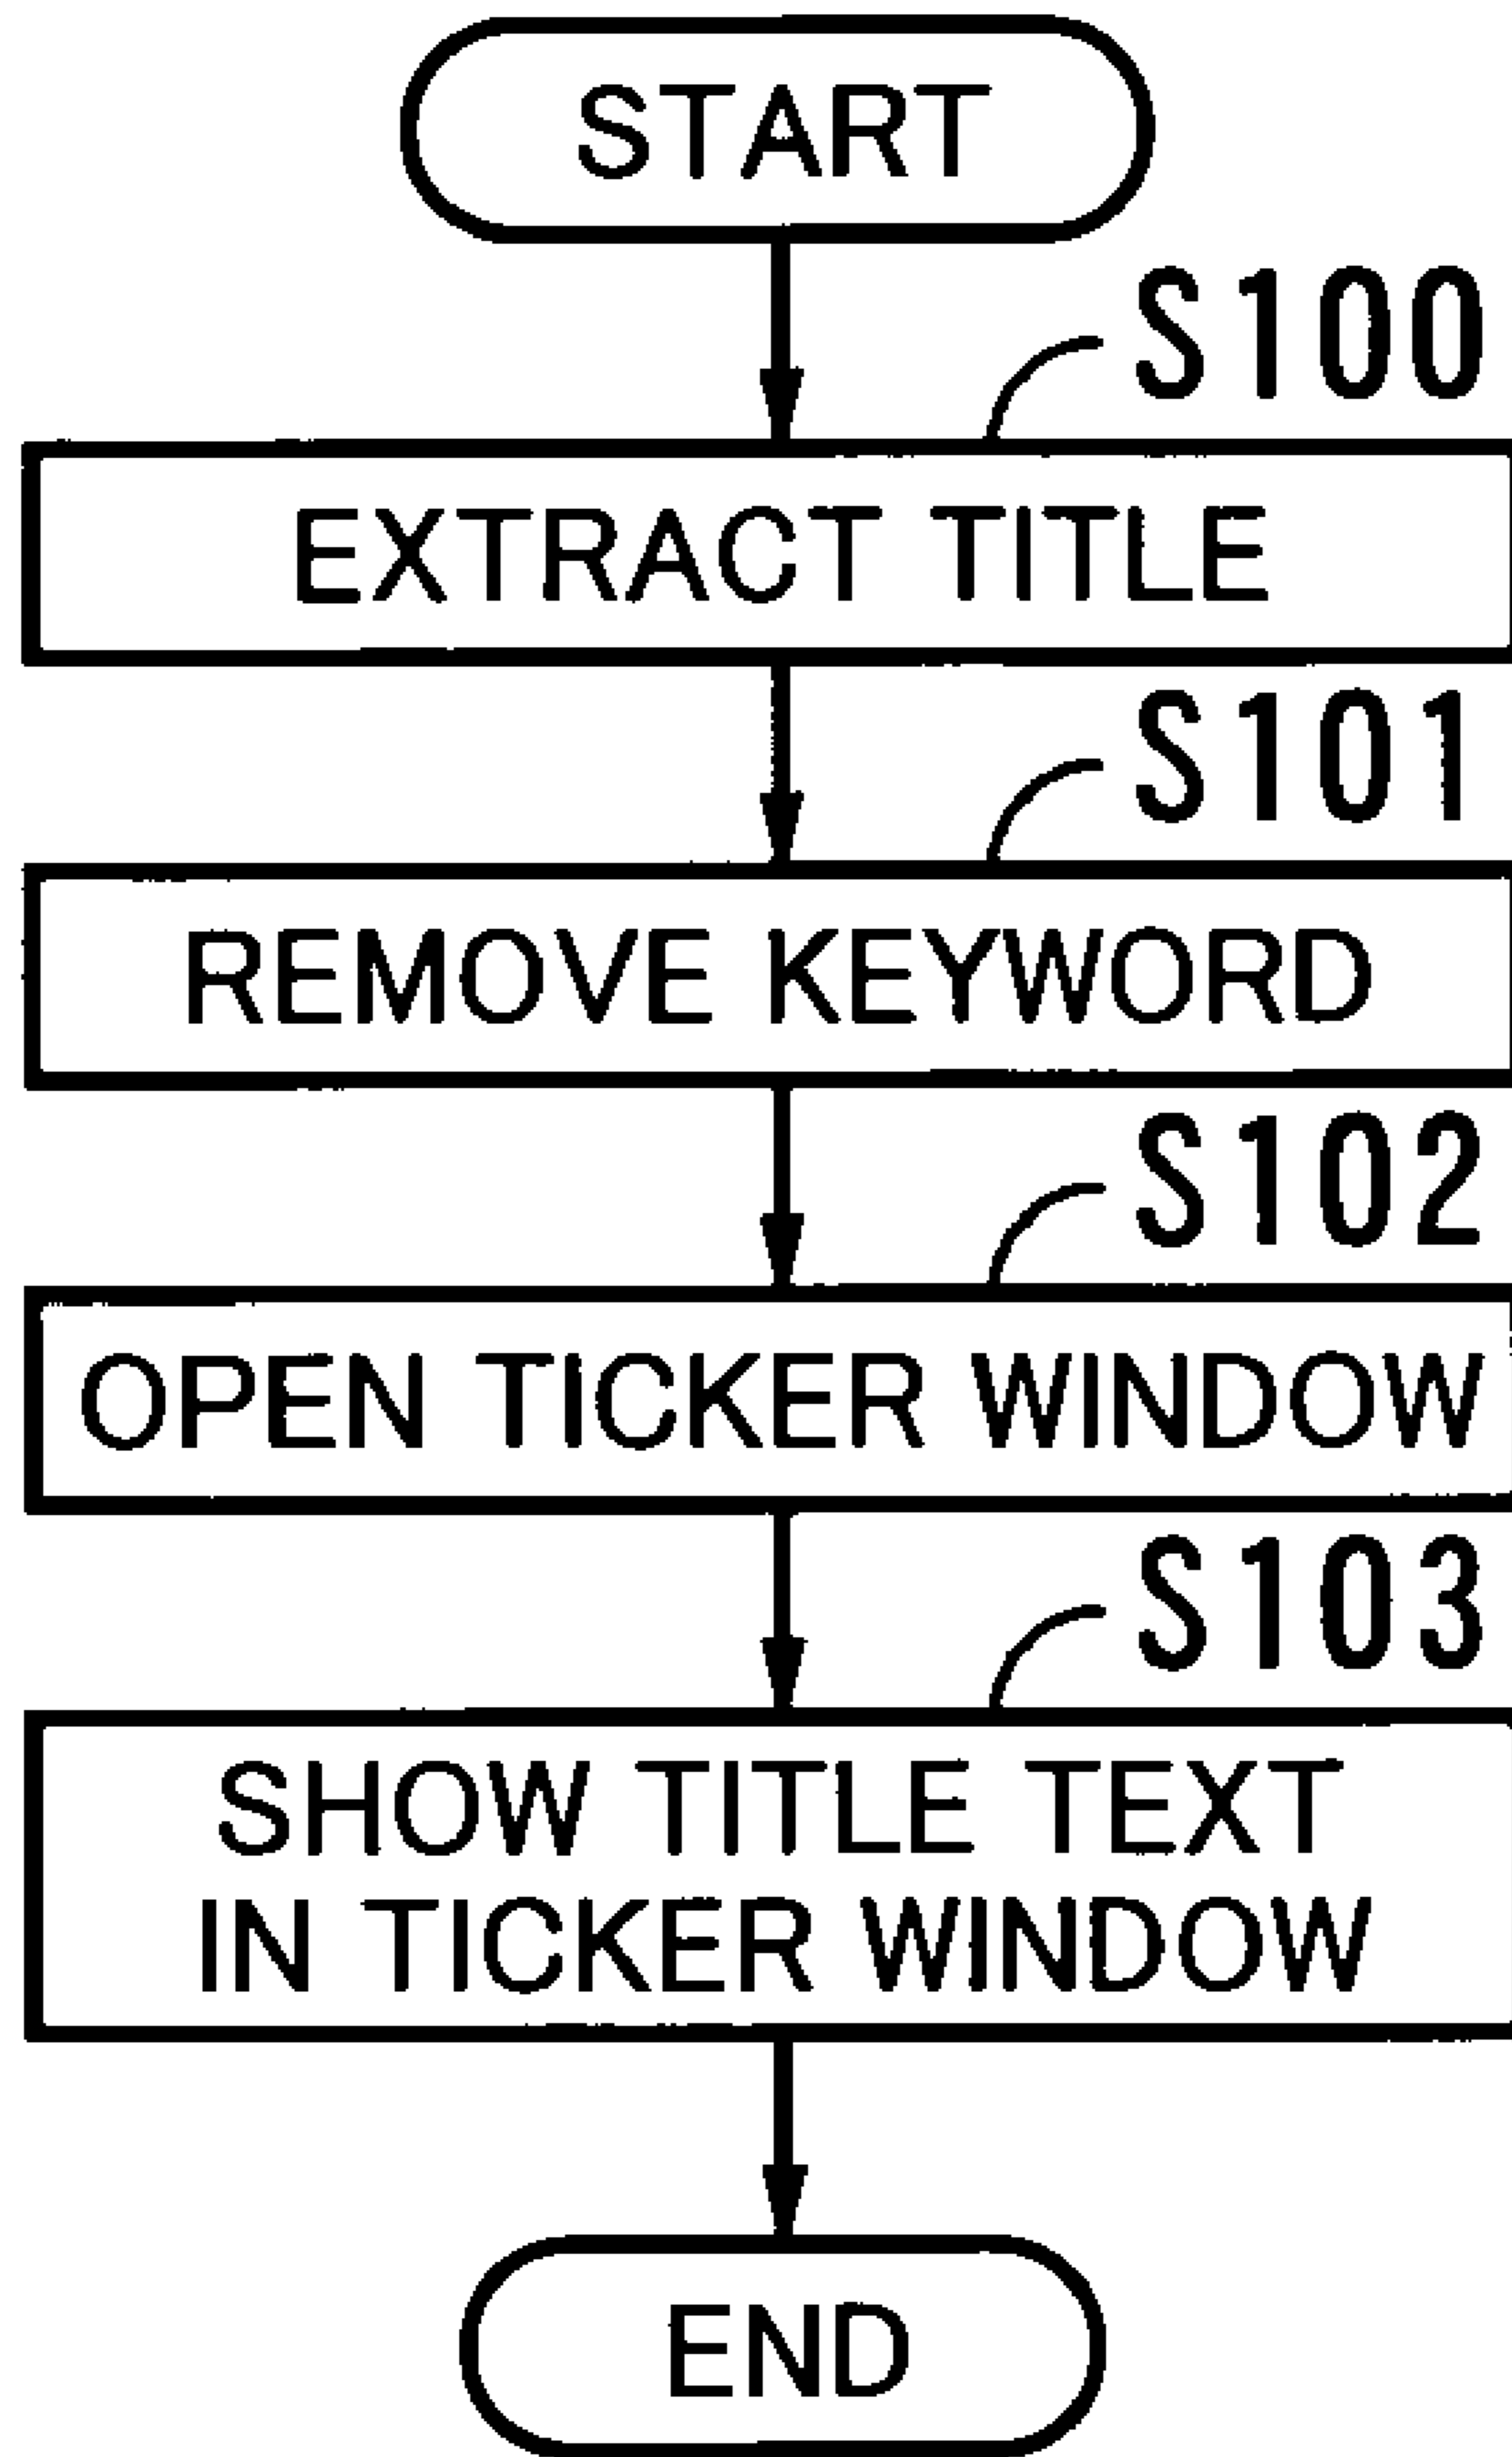 START
S100
EXTRACT TITLE
S101
REMOVE KEYWORD
S102
OPEN TICKER WINDOW
S103
SHOW TITLE TEXT
IN TICKER WINDOW
END